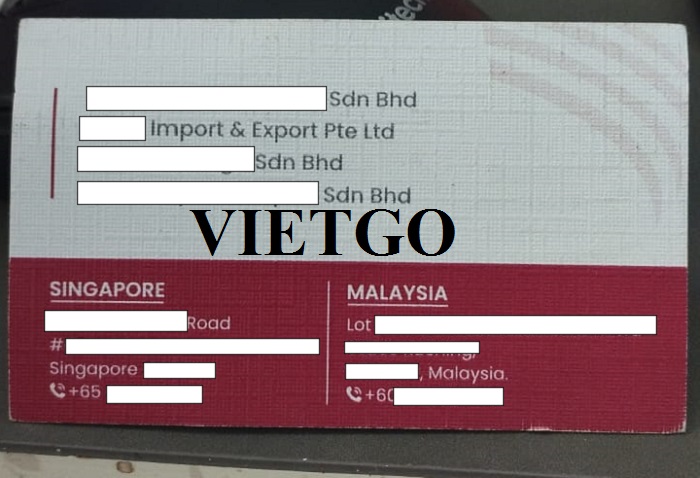 Sdn Bhd
Import & Export Pte Ltd
Sdn Bhd
Sdn Bhd
VIETGO
SINGAPORE
Road
#
Singapore
+65
MALAYSIA
Lot
, Malaysia.
+60